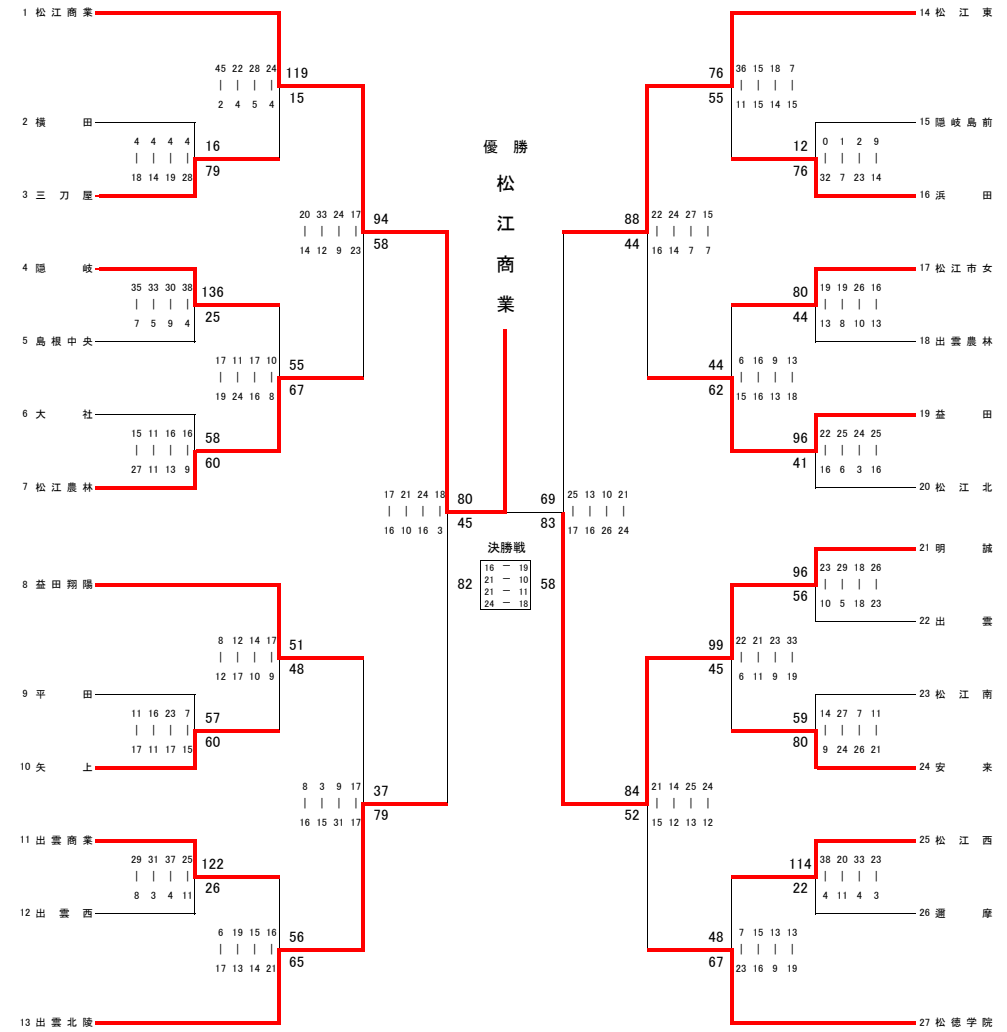 1 松江商業
45 22 28 24 119
| | | | 15
2 4 5 4
2 横田
4 4 4 4 16
| | | | 79
18 14 19 28
3 三刀屋
20 33 24 17 94
| | | | 58
14 12 9 23
4 隠岐
35 33 30 38 136
| | | | 25
7 5 9 4
5 島根中央
17 11 17 10 55
| | | | 67
19 24 16 8
6 大社
15 11 16 16 58
| | | | 60
27 11 13 9
7 松江農林
17 21 24 18 80
| | | | 45
16 10 16 3
8 益田翔陽
8 12 14 17 51
| | | | 48
12 17 10 9
9 平田
11 16 23 7 57
| | | | 60
17 11 17 15
10 矢上
8 3 9 17 37
| | | | 79
16 15 31 17
11 出雲商業
29 31 37 25 122
| | | | 26
8 3 4 11
12 出雲西
6 19 15 16 56
| | | | 65
17 13 14 21
13 出雲北陵
優勝
松
江
商
業
決勝戦
16 － 19
82 21 － 10 58
21 － 11
24 － 18
14 松江東
76 36 15 18 7
55 | | | |
11 15 14 15
15 隠岐島前
12 0 1 2 9
76 | | | |
32 7 23 14
16 浜田
88 22 24 27 15
44 | | | |
16 14 7 7
17 松江市女
80 19 19 26 16
44 | | | |
13 8 10 13
18 出雲農林
44 6 16 9 13
62 | | | |
15 16 13 18
19 益田
96 22 25 24 25
41 | | | |
16 6 3 16
20 松江北
69 25 13 10 21
83 | | | |
17 16 26 24
21 明誠
96 23 29 18 26
56 | | | |
10 5 18 23
22 出雲
99 22 21 23 33
45 | | | |
6 11 9 19
23 松江南
59 14 27 7 11
80 | | | |
9 24 26 21
24 安来
84 21 14 25 24
52 | | | |
15 12 13 12
25 松江西
114 38 20 33 23
22 | | | |
4 11 4 3
26 邇摩
48 7 15 13 13
67 | | | |
23 16 9 19
27 松徳学院